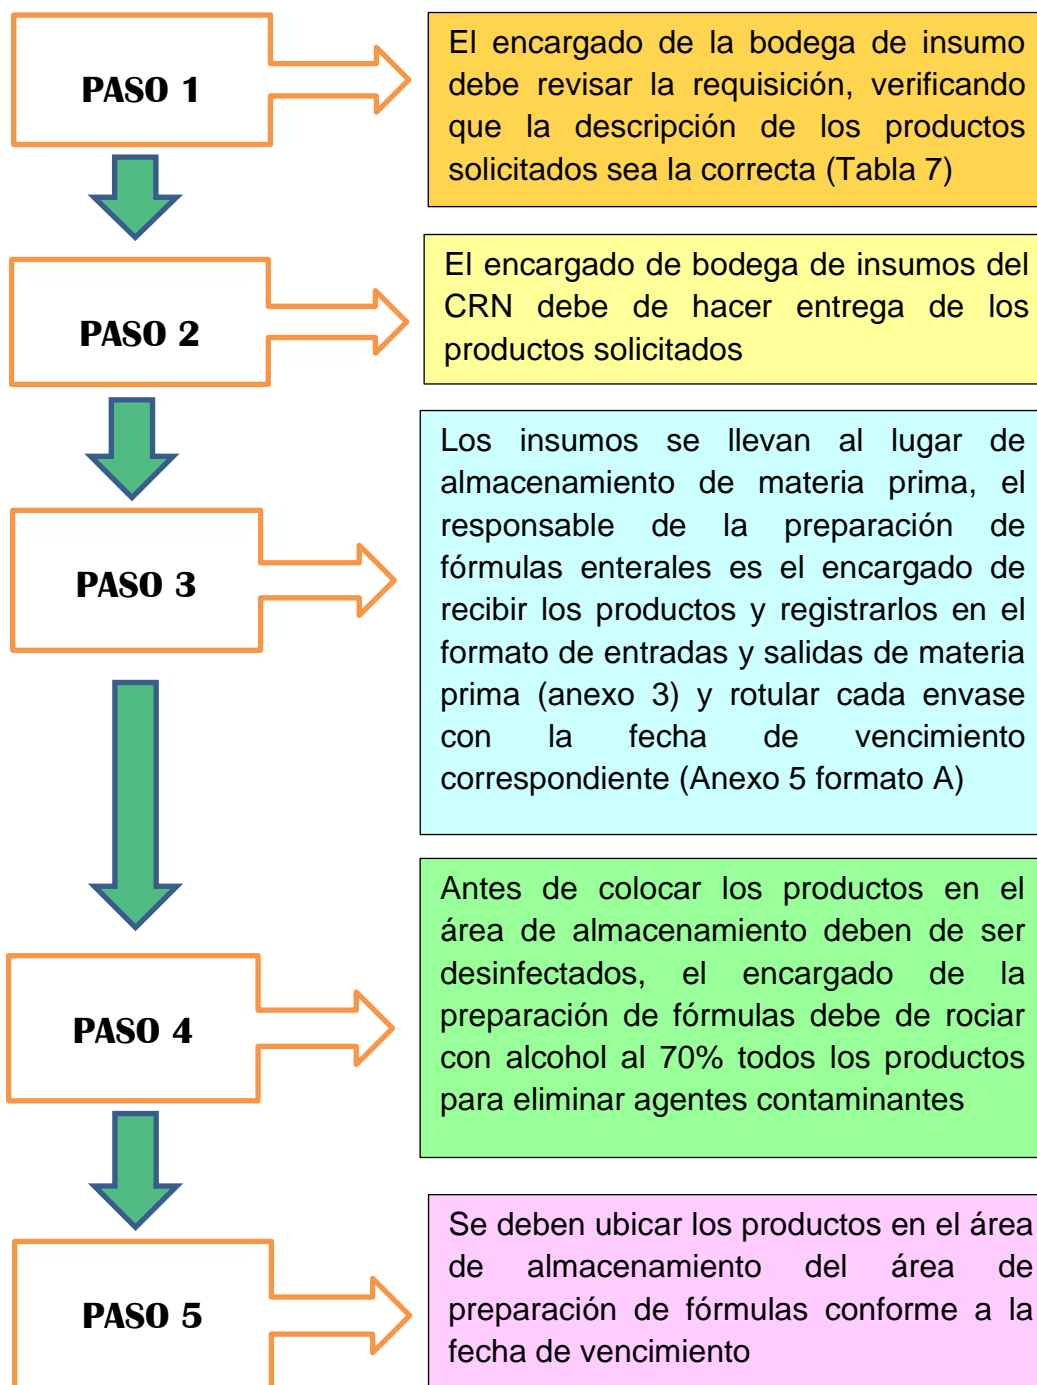 PASO 1
El encargado de la bodega de insumo
debe revisar la requisición, verificando
que la descripción de los productos
solicitados sea la correcta (Tabla 7)
PASO 2
El encargado de bodega de insumos del
CRN debe de hacer entrega de los
productos solicitados
PASO 3
Los insumos se llevan al lugar de
almacenamiento de materia prima, el
responsable de la preparación de
fórmulas enterales es el encargado de
recibir los productos y registrarlos en el
formato de entradas y salidas de materia
prima (anexo 3) y rotular cada envase
con la fecha de vencimiento
correspondiente (Anexo 5 formato A)
PASO 4
Antes de colocar los productos en el
área de almacenamiento deben de ser
desinfectados, el encargado de la
preparación de fórmulas debe de rociar
con alcohol al 70% todos los productos
para eliminar agentes contaminantes
PASO 5
Se deben ubicar los productos en el área
de almacenamiento del área de
preparación de fórmulas conforme a la
fecha de vencimiento